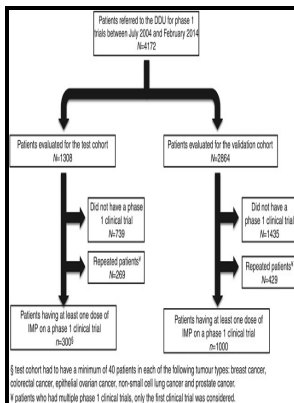 Patients referred to the DDU for phase 1
trials between July 2004 and February 2014
N=4172
Patients evaluated for the test cohort
N=1308
Patients evaluated for the validation cohort
N=2864
Did not have a phase
1 clinical trial
N=739
Did not have a
phase 1 clinical trial
N=1435
Repeated patients¥
N=269
Repeated patients¥
N=429
Patients having at least one dose of
IMP on a phase 1 clinical trial
n=300§
Patients having at least one dose of
IMP on a phase 1 clinical trial
n=1000
§ test cohort had to have a minimum of 40 patients in each of the following tumour types: breast cancer,
colorectal cancer, epithelial ovarian cancer, non-small cell lung cancer and prostate cancer.
¥ patients who had multiple phase 1 clinical trials, only the first clinical trial was considered.